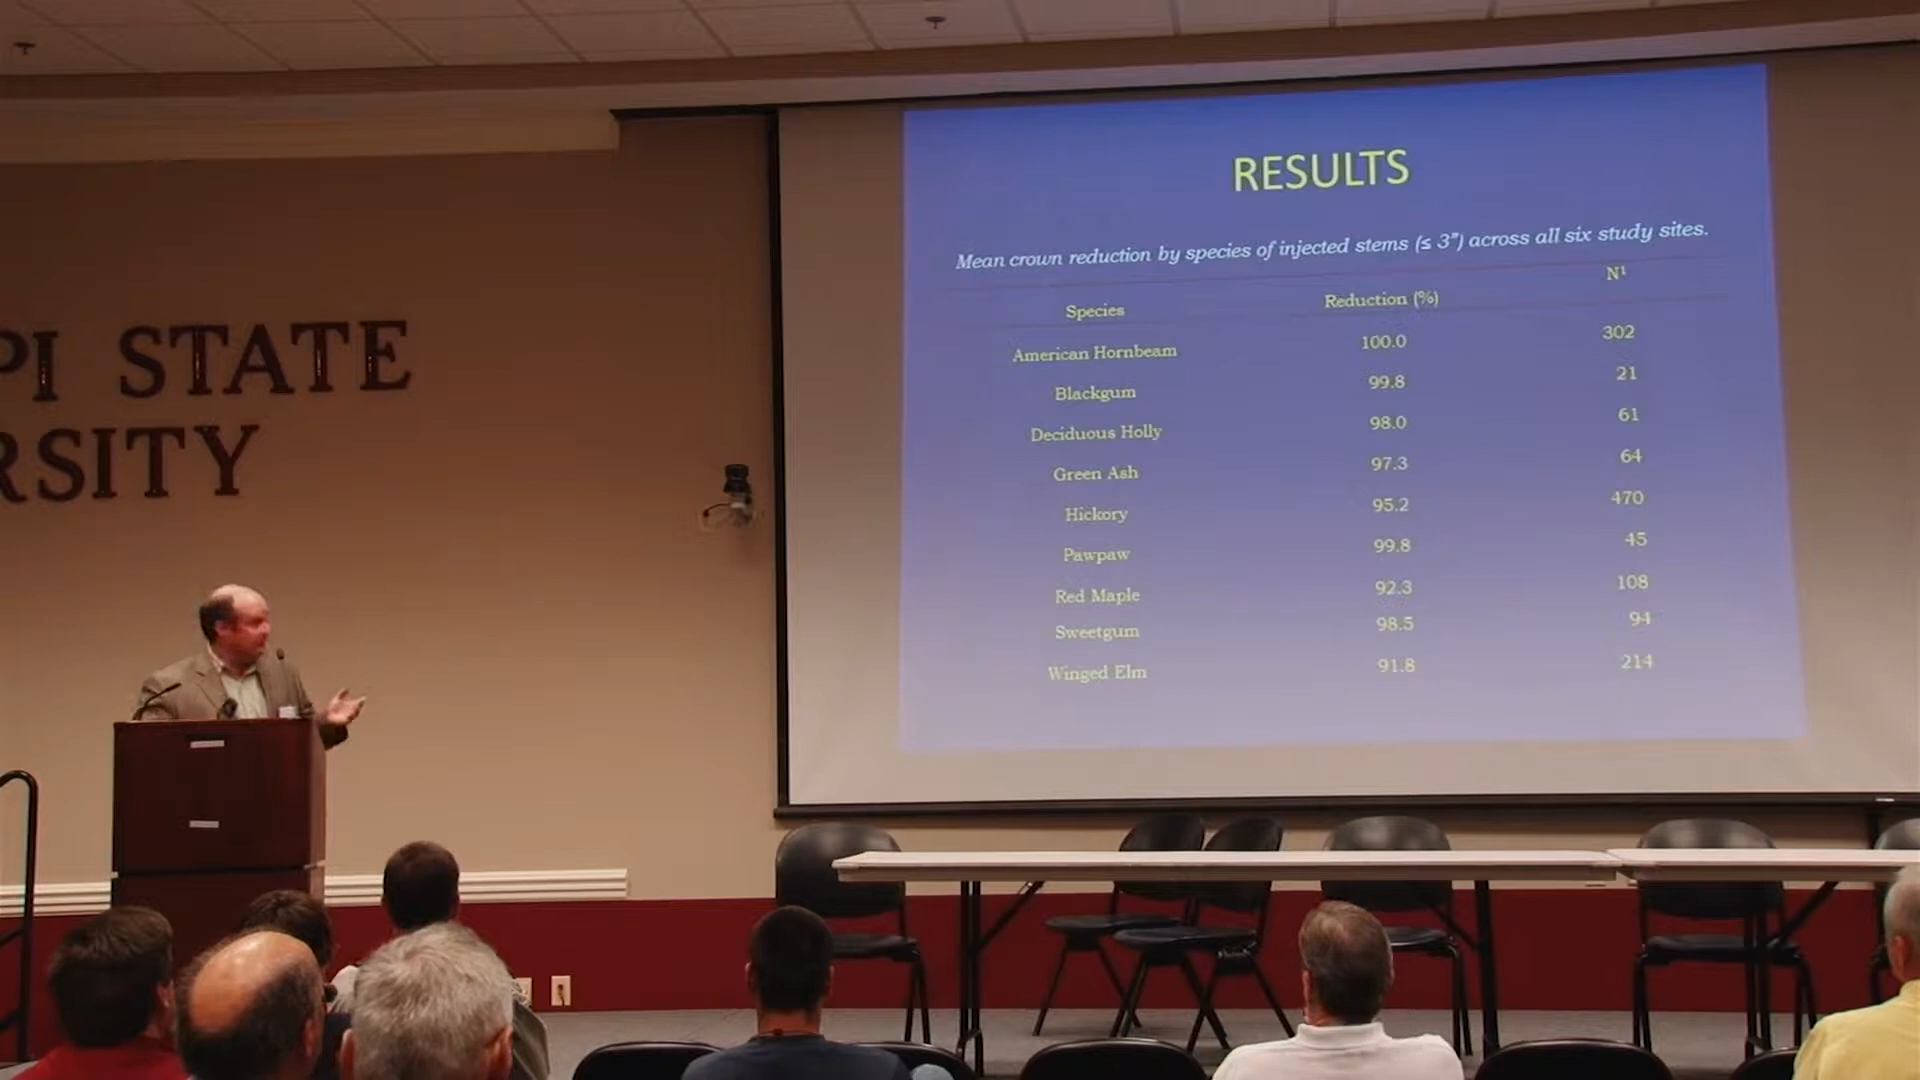 PI STATE
RSITY
RESULTS
Mean crown reduction by species of injected stems (≤ 3”) across all six study sites.
Species Reduction (%) N¹
American Hornbeam 100.0 302
Blackgum 99.8 21
Deciduous Holly 98.0 61
Green Ash 97.3 64
Hickory 95.2 470
Pawpaw 99.8 45
Red Maple 92.3 108
Sweetgum 98.5 94
Winged Elm 91.8 214